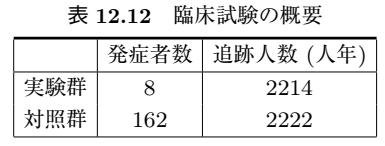 表 12.12 臨床試験の概要
発症者数 追跡人数 (人年)
実験群 8 2214
対照群 162 2222